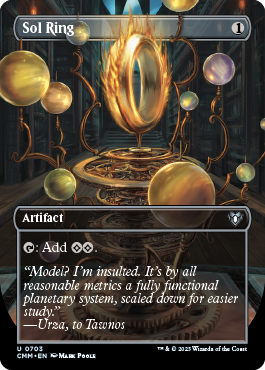 Sol Ring 1
Artifact
: Add .
“Model? I’m insulted. It’s by all
reasonable metrics a fully functional
planetary system, scaled down for easier
study.”
—Urza, to Tawnos
U 0703
CMM • EN Mark Poole
™ & © 2023 Wizards of the Coast